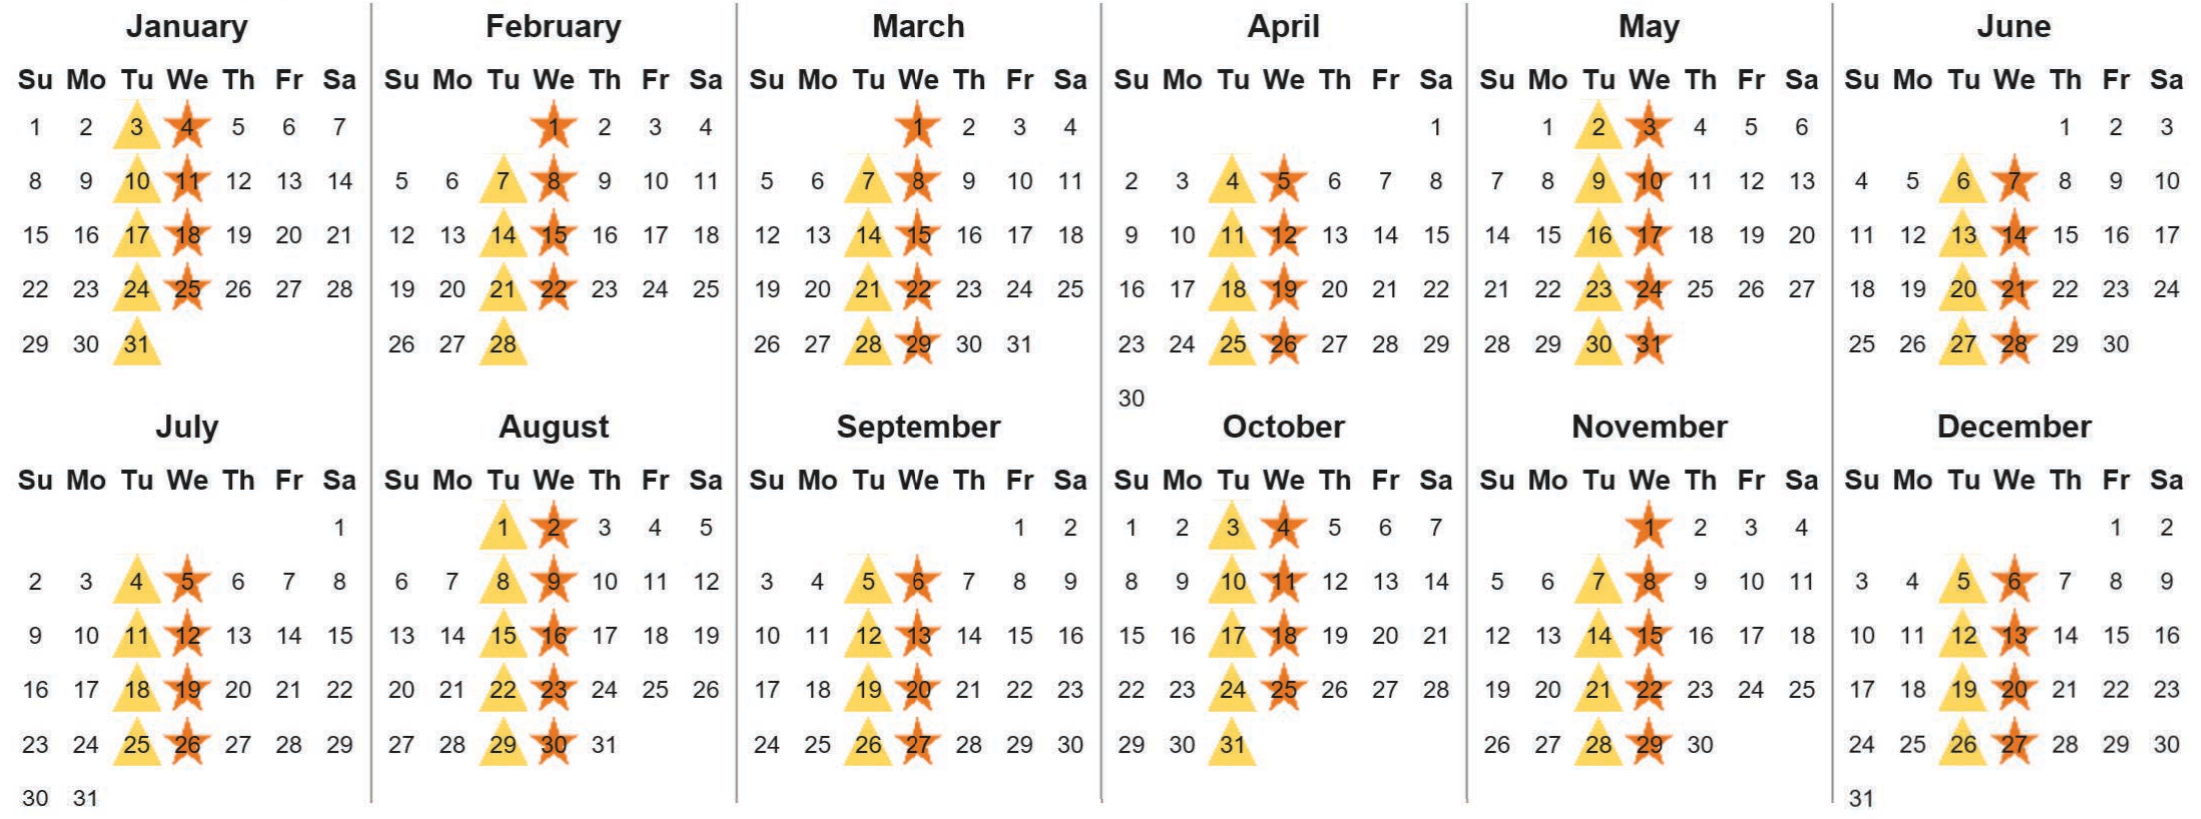 January February March April May June
Su Mo Tu We Th Fr Sa Su Mo Tu We Th Fr Sa Su Mo Tu We Th Fr Sa Su Mo Tu We Th Fr Sa Su Mo Tu We Th Fr Sa Su Mo Tu We Th Fr Sa
1 2 3 4 5 6 7 1 2 3 4 1 2 3 4 1 1 2 3 4 5 6 1 2 3
8 9 10 11 12 13 14 5 6 7 8 9 10 11 5 6 7 8 9 10 11 2 3 4 5 6 7 8 7 8 9 10 11 12 13 4 5 6 7 8 9 10
15 16 17 18 19 20 21 12 13 14 15 16 17 18 12 13 14 15 16 17 18 9 10 11 12 13 14 15 14 15 16 17 18 19 20 11 12 13 14 15 16 17
22 23 24 25 26 27 28 19 20 21 22 23 24 25 19 20 21 22 23 24 25 16 17 18 19 20 21 22 21 22 23 24 25 26 27 18 19 20 21 22 23 24
29 30 31 26 27 28 26 27 28 29 30 31 23 24 25 26 27 28 29 28 29 30 31 25 26 27 28 29 30
30
July August September October November December
Su Mo Tu We Th Fr Sa Su Mo Tu We Th Fr Sa Su Mo Tu We Th Fr Sa Su Mo Tu We Th Fr Sa Su Mo Tu We Th Fr Sa Su Mo Tu We Th Fr Sa
1 1 2 3 4 5 1 2 1 2 3 4 5 6 7 1 2 3 4 1 2
2 3 4 5 6 7 8 6 7 8 9 10 11 12 3 4 5 6 7 8 9 8 9 10 11 12 13 14 5 6 7 8 9 10 11 3 4 5 6 7 8 9
9 10 11 12 13 14 15 13 14 15 16 17 18 19 10 11 12 13 14 15 16 15 16 17 18 19 20 21 12 13 14 15 16 17 18 10 11 12 13 14 15 16
16 17 18 19 20 21 22 20 21 22 23 24 25 26 17 18 19 20 21 22 23 22 23 24 25 26 27 28 19 20 21 22 23 24 25 17 18 19 20 21 22 23
23 24 25 26 27 28 29 27 28 29 30 31 24 25 26 27 28 29 30 29 30 31 26 27 28 29 30 24 25 26 27 28 29 30
30 31 31